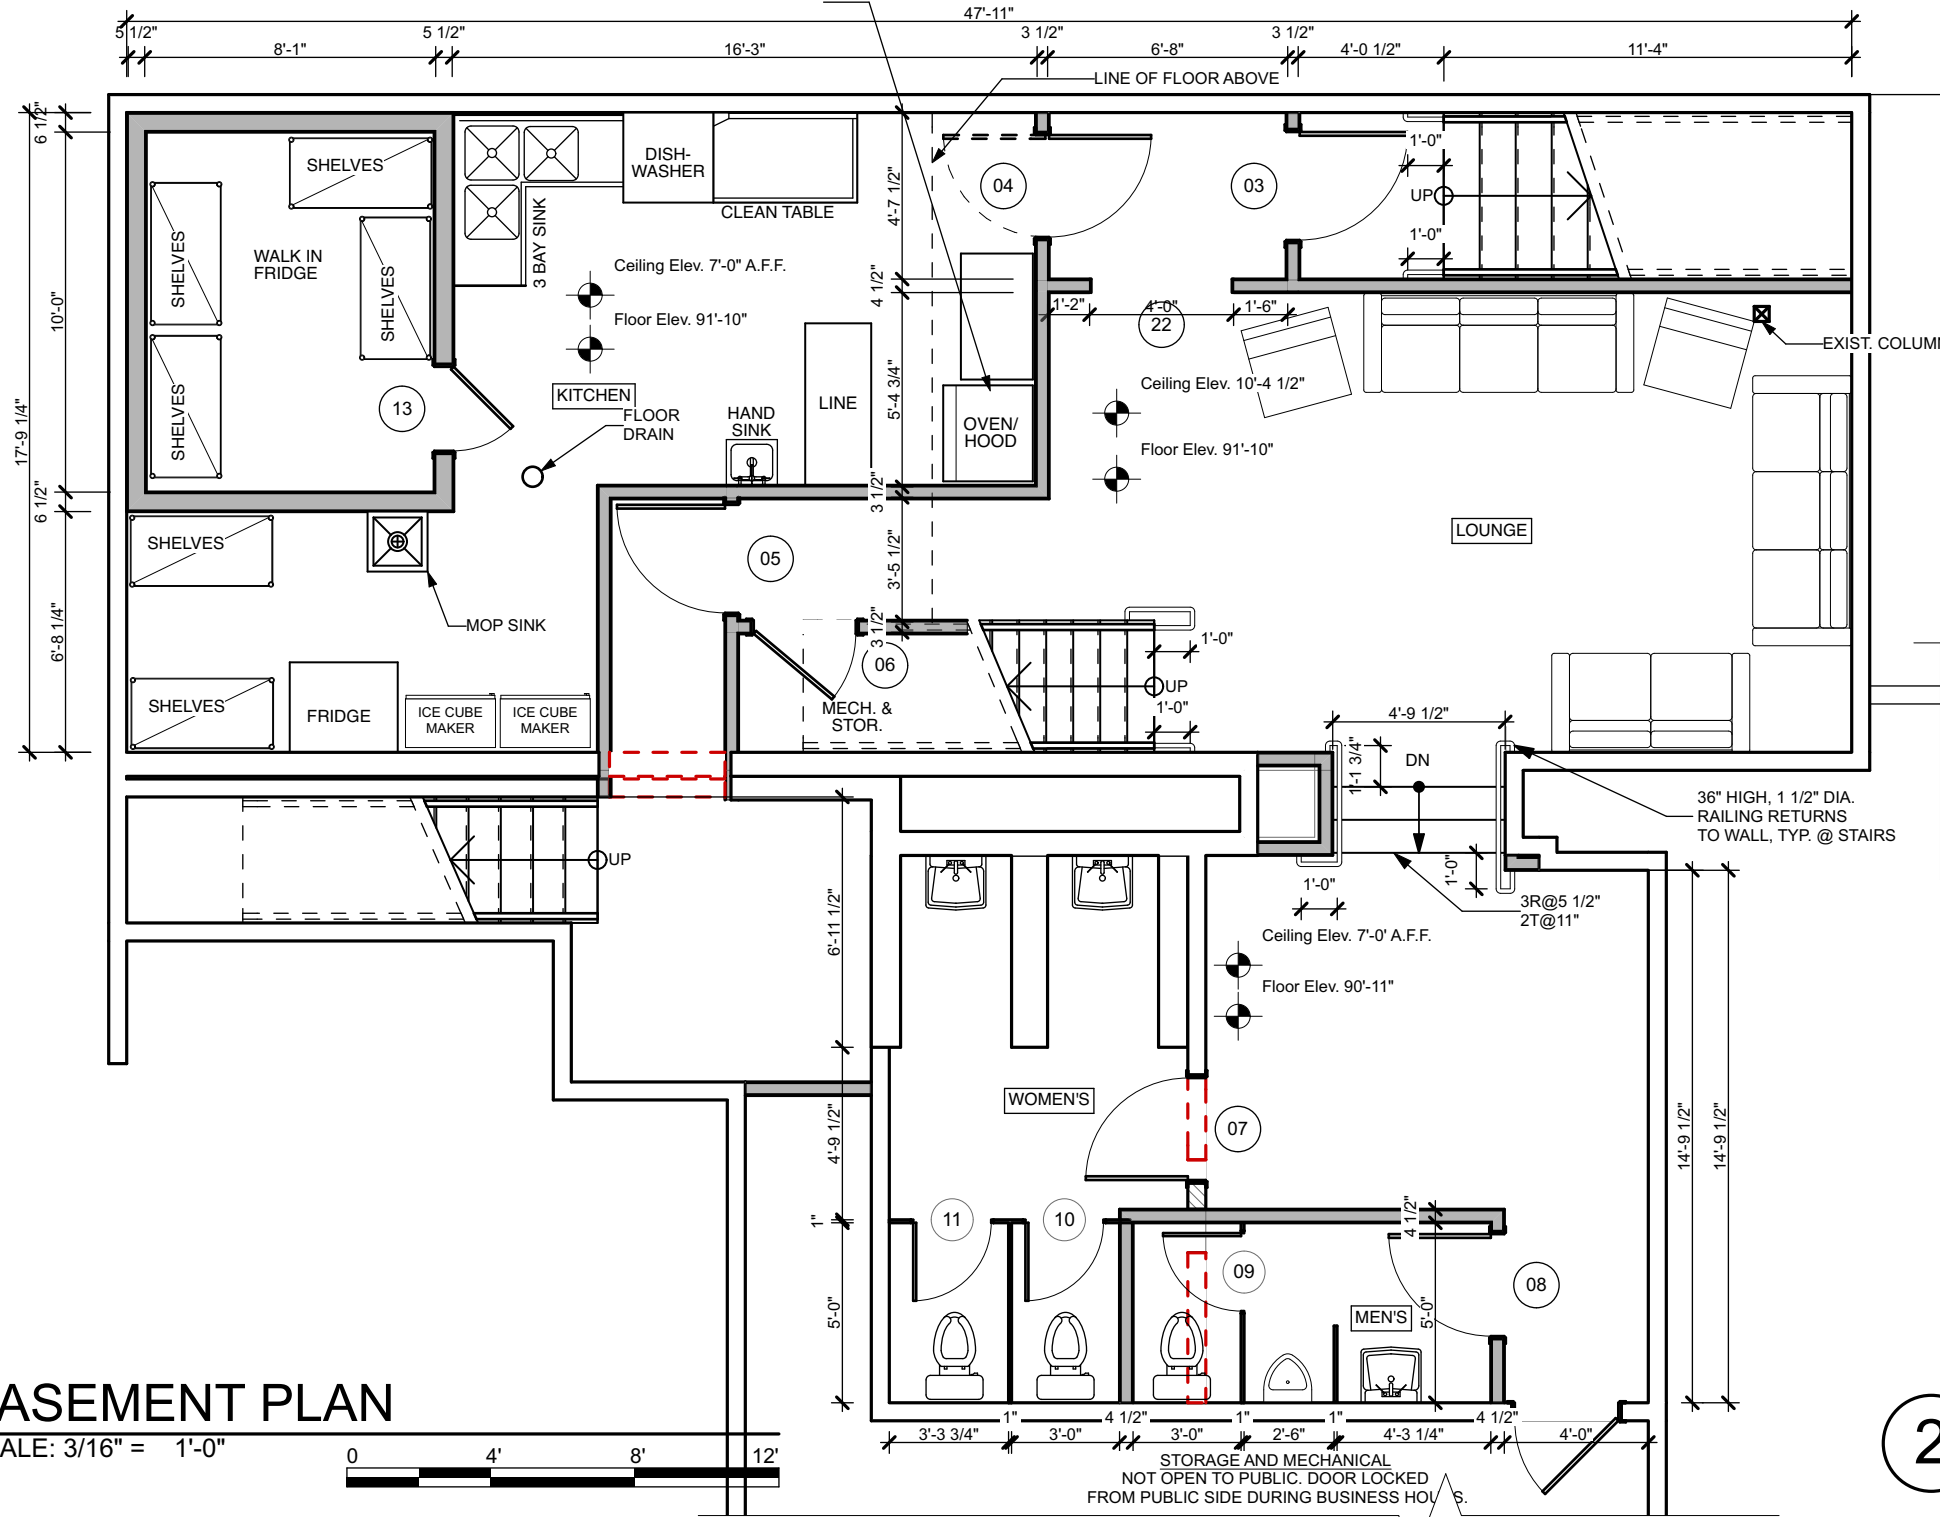 47'-11"
5 1/2"
8'-1"
5 1/2"
16'-3"
3 1/2"
6'-8"
3 1/2"
4'-0 1/2"
11'-4"
LINE OF FLOOR ABOVE
6 1/2"
10'-0"
17'-9 1/4"
6 1/2"
6'-8 1/4"
SHELVES
SHELVES
SHELVES
SHELVES
WALK IN
FRIDGE
13
3 BAY SINK
DISH-
WASHER
CLEAN TABLE
Ceiling Elev. 7'-0" A.F.F.
Floor Elev. 91'-10"
KITCHEN
FLOOR
DRAIN
HAND
SINK
LINE
OVEN/
HOOD
4'-7 1/2"
4 1/2"
5'-4 3/4"
3 1/2"
3'-5 1/2"
3 1/2"
04
03
1'-0"
UP
1'-0"
1'-2"
4'-0"
1'-6"
22
EXIST. COLUMN
Ceiling Elev. 10'-4 1/2"
Floor Elev. 91'-10"
LOUNGE
SHELVES
MOP SINK
SHELVES
FRIDGE
ICE CUBE
MAKER
ICE CUBE
MAKER
05
06
MECH. &
STOR.
1'-0"
UP
1'-0"
4'-9 1/2"
1'-1 3/4"
DN
36" HIGH, 1 1/2" DIA.
RAILING RETURNS
TO WALL, TYP. @ STAIRS
UP
1'-0"
1'-0"
3R@5 1/2"
2T@11"
Ceiling Elev. 7'-0' A.F.F.
Floor Elev. 90'-11"
6'-11 1/2"
4'-9 1/2"
1"
5'-0"
WOMEN'S
07
14'-9 1/2"
14'-9 1/2"
11
10
09
4 1/2"
08
MEN'S
5'-0"
1"
4 1/2"
1"
1"
4 1/2"
3'-3 3/4"
3'-0"
3'-0"
2'-6"
4'-3 1/4"
4'-0"
STORAGE AND MECHANICAL
NOT OPEN TO PUBLIC. DOOR LOCKED
FROM PUBLIC SIDE DURING BUSINESS HOURS.
ASEMENT PLAN
ALE: 3/16" = 1'-0"
0 4' 8' 12'
2